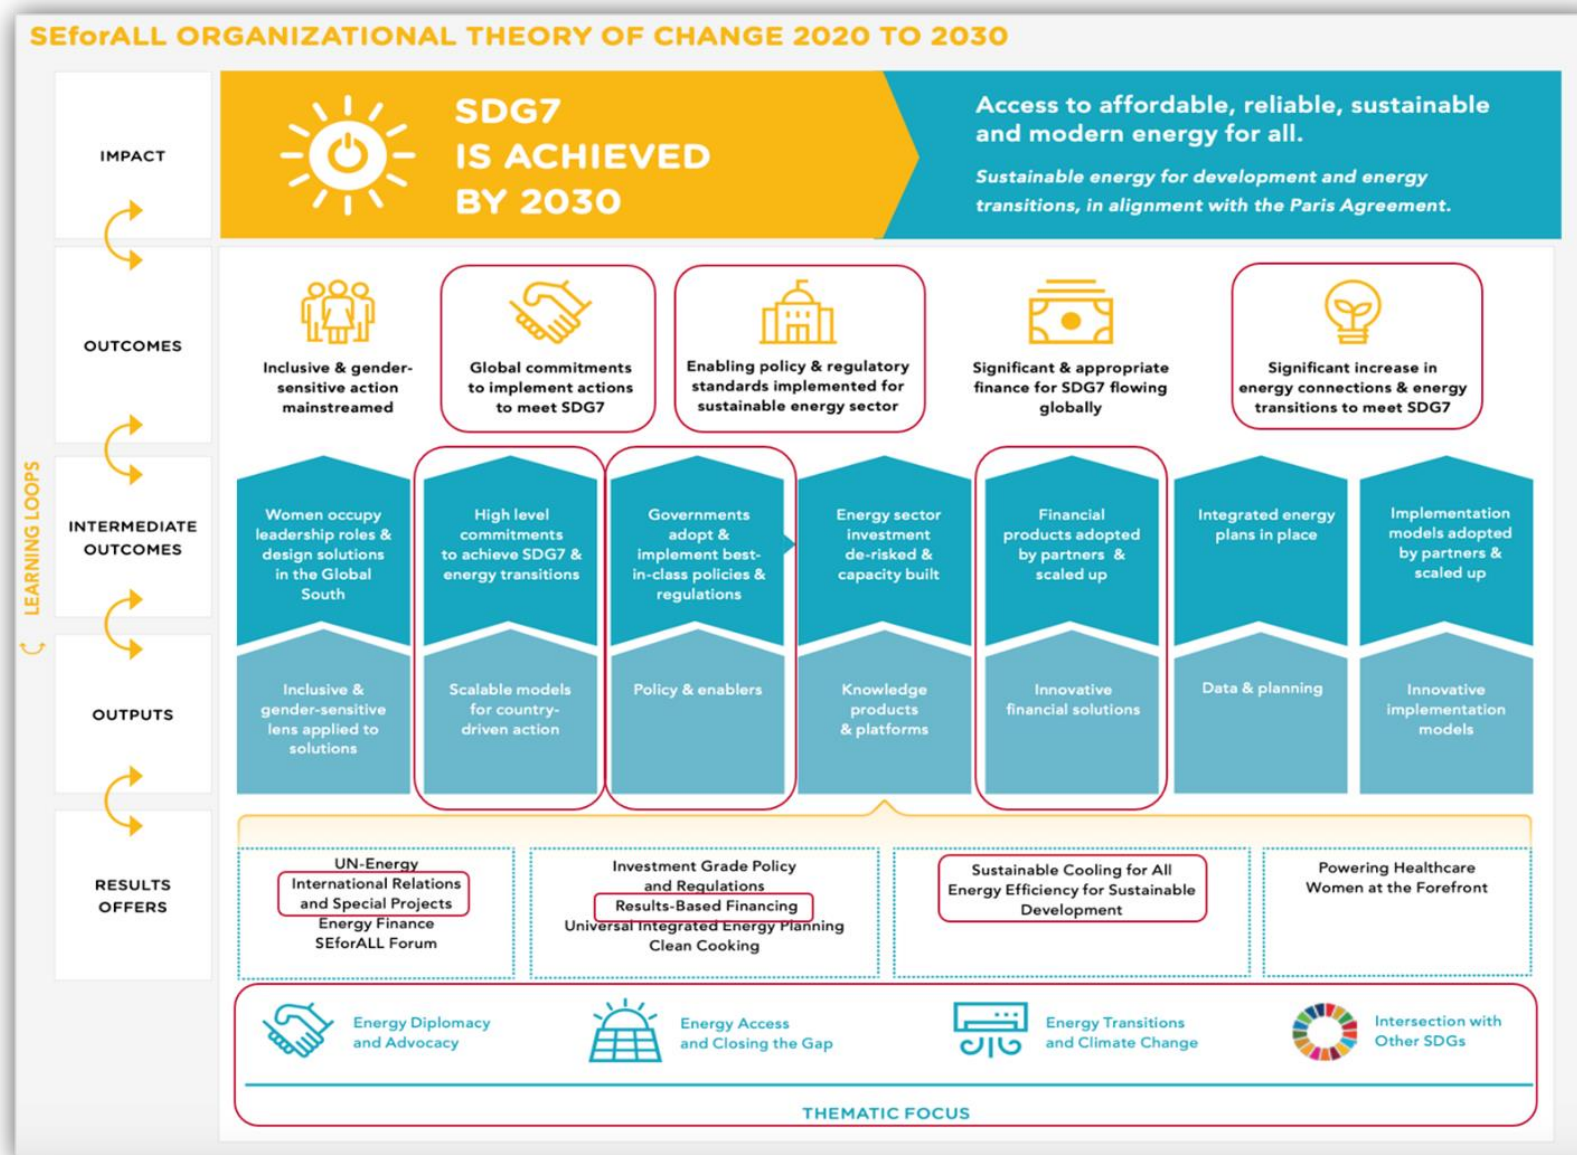 SEforALL ORGANIZATIONAL THEORY OF CHANGE 2020 TO 2030
IMPACT
SDG7
IS ACHIEVED
BY 2030
Access to affordable, reliable, sustainable
and modern energy for all.
Sustainable energy for development and energy
transitions, in alignment with the Paris Agreement.
OUTCOMES
Inclusive & gender-
sensitive action
mainstreamed
Global commitments
to implement actions
to meet SDG7
Enabling policy & regulatory
standards implemented for
sustainable energy sector
Significant & appropriate
finance for SDG7 flowing
globally
Significant increase in
energy connections & energy
transitions to meet SDG7
LEARNING LOOPS
INTERMEDIATE
OUTCOMES
Women occupy
leadership roles &
design solutions
in the Global
South
High level
commitments
to achieve SDG7 &
energy transitions
Governments
adopt &
implement best-
in-class policies &
regulations
Energy sector
investment
de-risked &
capacity built
Financial
products adopted
by partners &
scaled up
Integrated energy
plans in place
Implementation
models adopted
by partners &
scaled up
OUTPUTS
Inclusive &
gender-sensitive
lens applied to
solutions
Scalable models
for country-
driven action
Policy & enablers
Knowledge
products
& platforms
Innovative
financial solutions
Data & planning
Innovative
implementation
models
RESULTS
OFFERS
UN-Energy
International Relations
and Special Projects
Energy Finance
SEforALL Forum
Investment Grade Policy
and Regulations
Results-Based Financing
Universal Integrated Energy Planning
Clean Cooking
Sustainable Cooling for All
Energy Efficiency for Sustainable
Development
Powering Healthcare
Women at the Forefront
Energy Diplomacy
and Advocacy
Energy Access
and Closing the Gap
Energy Transitions
and Climate Change
Intersection with
Other SDGs
THEMATIC FOCUS